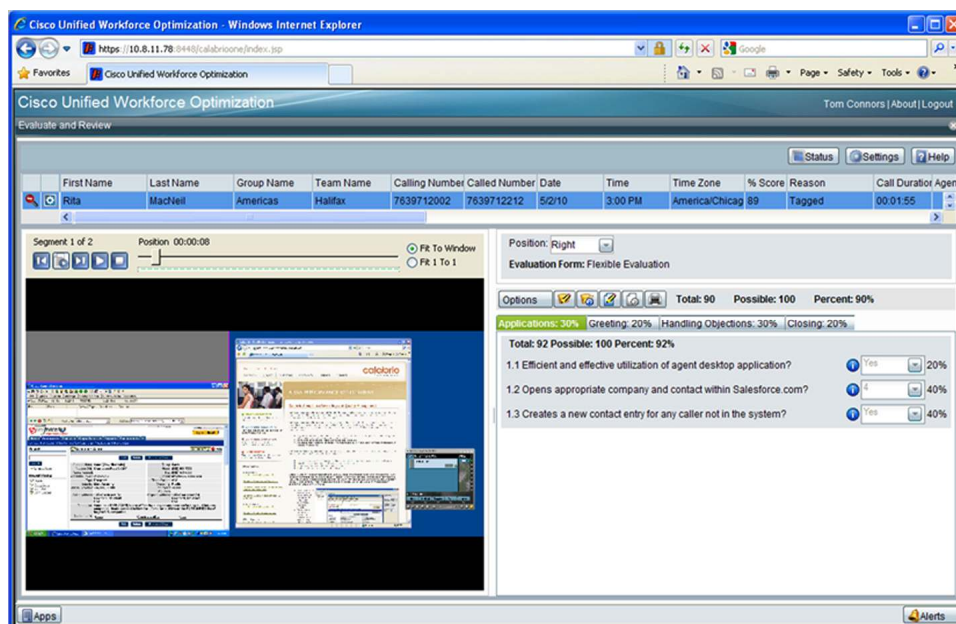 Cisco Unified Workforce Optimization - Windows Internet Explorer
https://10.8.11.78:8448/calabrioone/index.jsp
Google
Favorites
Cisco Unified Workforce Optimization
Page
Safety
Tools
Cisco Unified Workforce Optimization
Tom Connors | About | Logout
Evaluate and Review
Status
Settings
Help
First Name Last Name Group Name Team Name Calling Number Called Number Date Time Time Zone % Score Reason Call Duration Agen
Rita MacNeil Americas Halifax 7639712002 7639712212 5/2/10 3:00 PM America/Chicag 89 Tagged 00:01:55
Segment 1 of 2
Position 00:00:08
Fit To Window
Fit 1 To 1
calabrio
Position: Right
Evaluation Form: Flexible Evaluation
Options
Total: 90 Possible: 100 Percent: 90%
Applications: 30% Greeting: 20% Handling Objections: 30% Closing: 20%
Total: 92 Possible: 100 Percent: 92%
1.1 Efficient and effective utilization of agent desktop application? Yes 20%
1.2 Opens appropriate company and contact within Salesforce.com? 4 40%
1.3 Creates a new contact entry for any caller not in the system? Yes 40%
Apps
Alerts